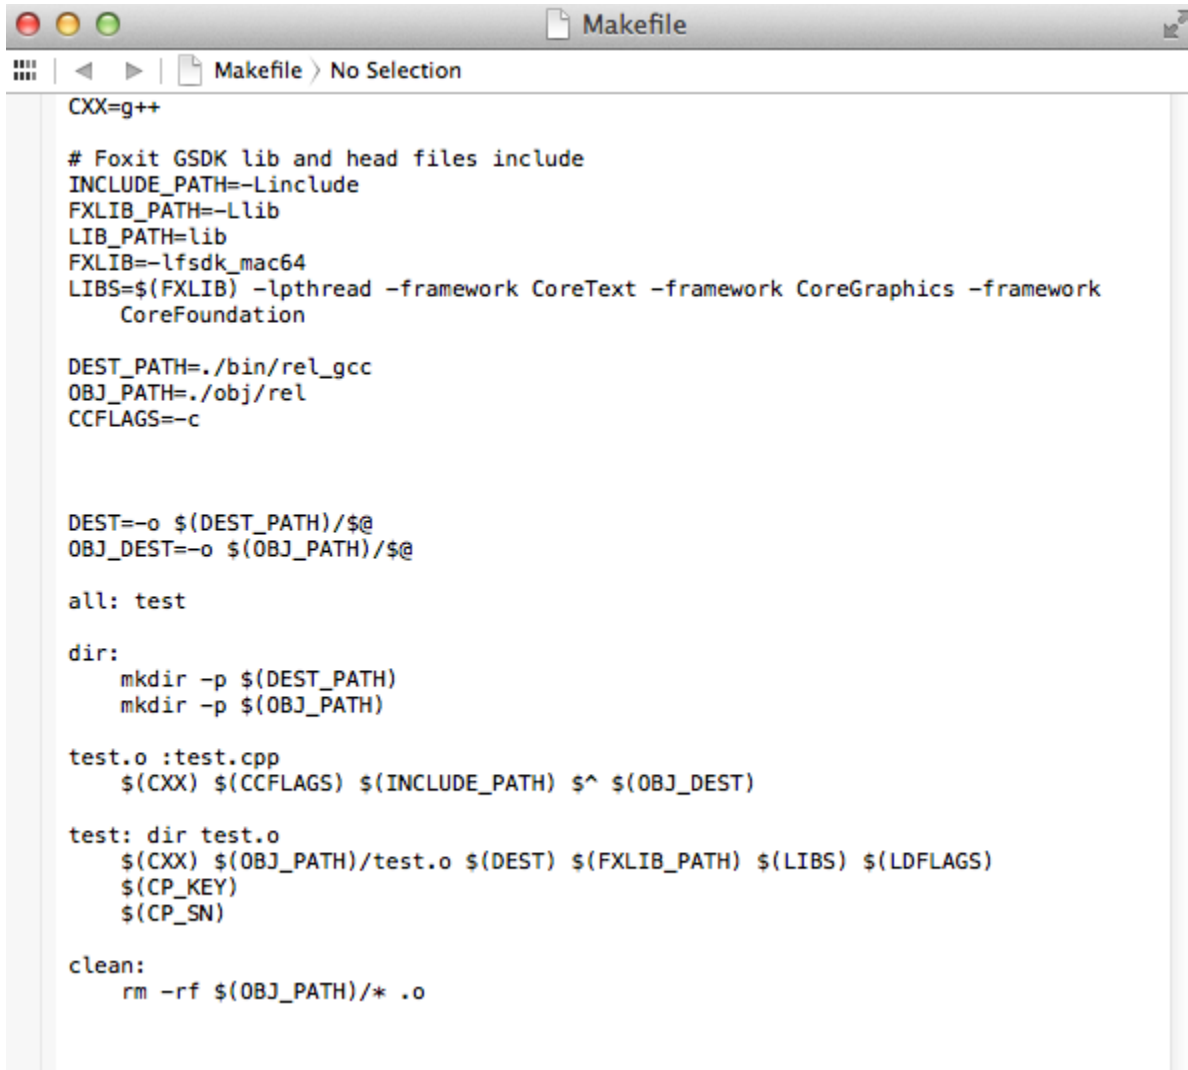 Makefile
Makefile 〉 No Selection
CXX=g++
# Foxit GSDK lib and head files include
INCLUDE_PATH=-Linclude
FXLIB_PATH=-Llib
LIB_PATH=lib
FXLIB=-lfsdk_mac64
LIBS=$(FXLIB) -lpthread -framework CoreText -framework CoreGraphics -framework
    CoreFoundation
DEST_PATH=./bin/rel_gcc
OBJ_PATH=./obj/rel
CCFLAGS=-c
DEST=-o $(DEST_PATH)/$@
OBJ_DEST=-o $(OBJ_PATH)/$@
all: test
dir:
    mkdir -p $(DEST_PATH)
    mkdir -p $(OBJ_PATH)
test.o :test.cpp
    $(CXX) $(CCFLAGS) $(INCLUDE_PATH) $^ $(OBJ_DEST)
test: dir test.o
    $(CXX) $(OBJ_PATH)/test.o $(DEST) $(FXLIB_PATH) $(LIBS) $(LDFLAGS)
    $(CP_KEY)
    $(CP_SN)
clean:
    rm -rf $(OBJ_PATH)/* .o